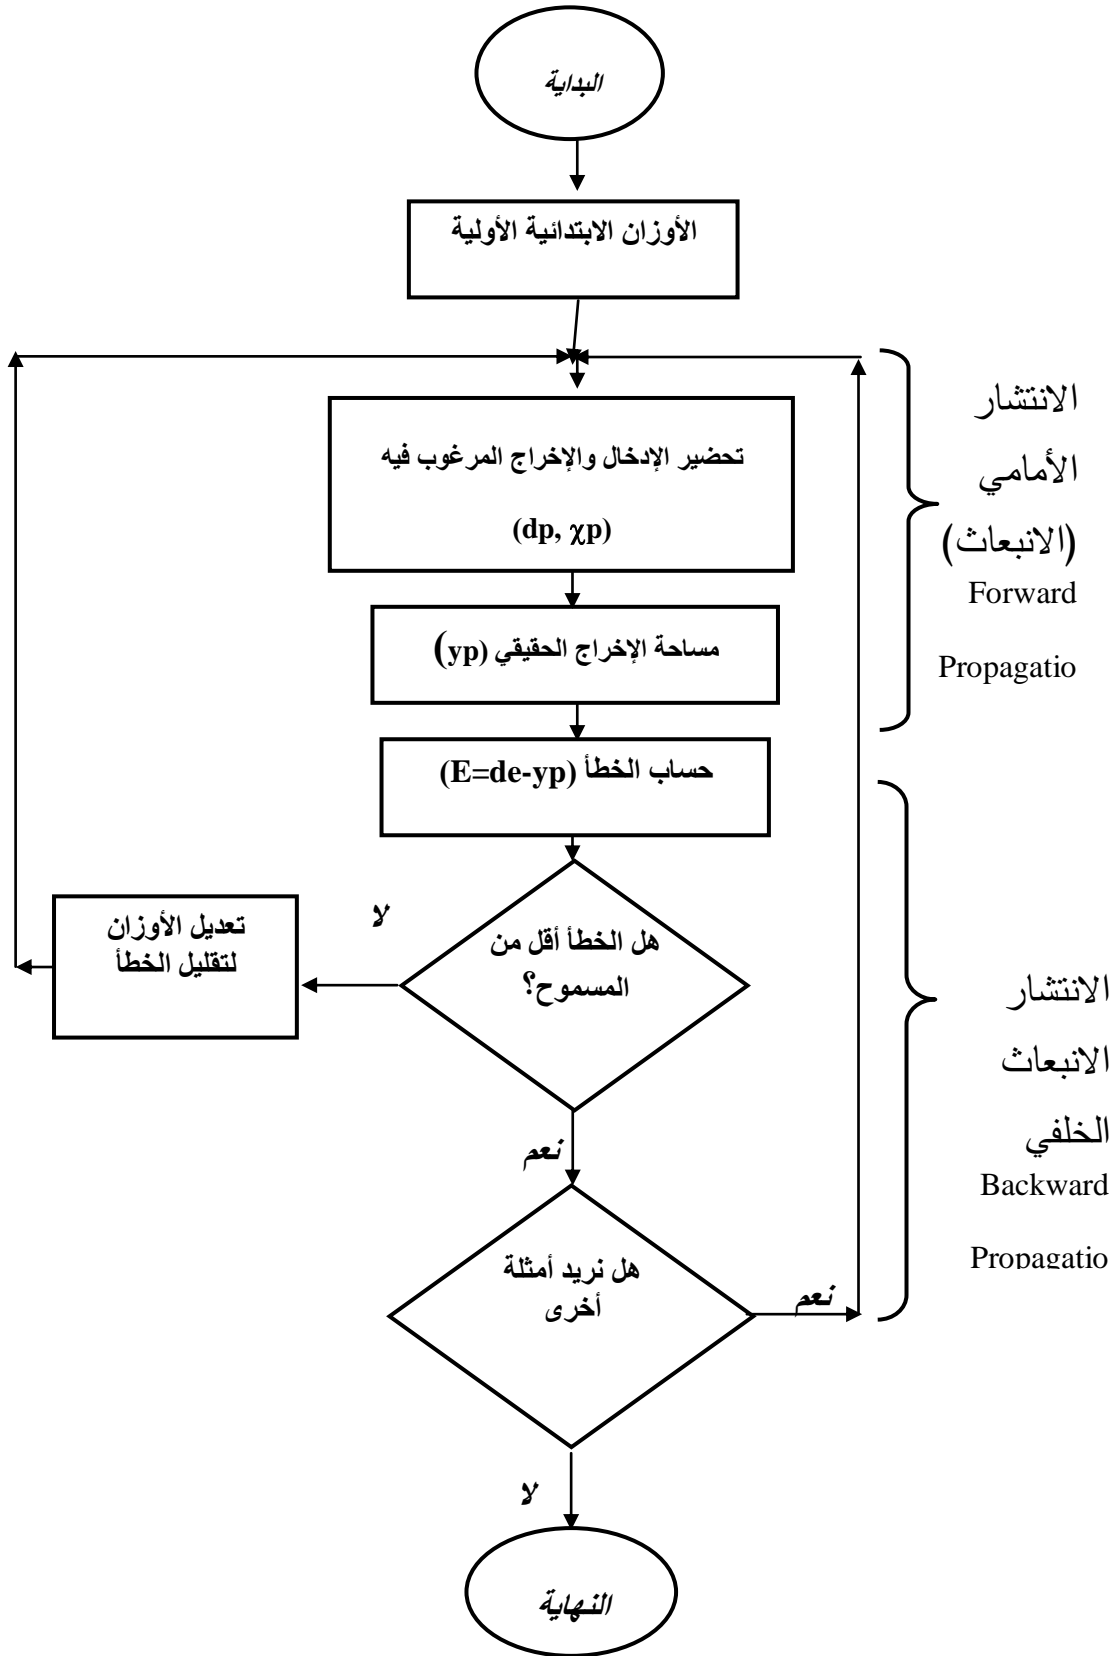 البداية
الأوزان الابتدائية الأولية
تحضير الإدخال والإخراج المرغوب فيه
(dp, χp)
مساحة الإخراج الحقيقي (yp)
حساب الخطأ (E=de-yp)
هل الخطأ أقل من
المسموح؟
لا
تعديل الأوزان
لتقليل الخطأ
نعم
هل نريد أمثلة
أخرى
نعم
لا
النهاية
الانتشار
الأمامي
(الانبعاث)
Forward
Propagatio
الانتشار
الانبعاث
الخلفي
Backward
Propagatio